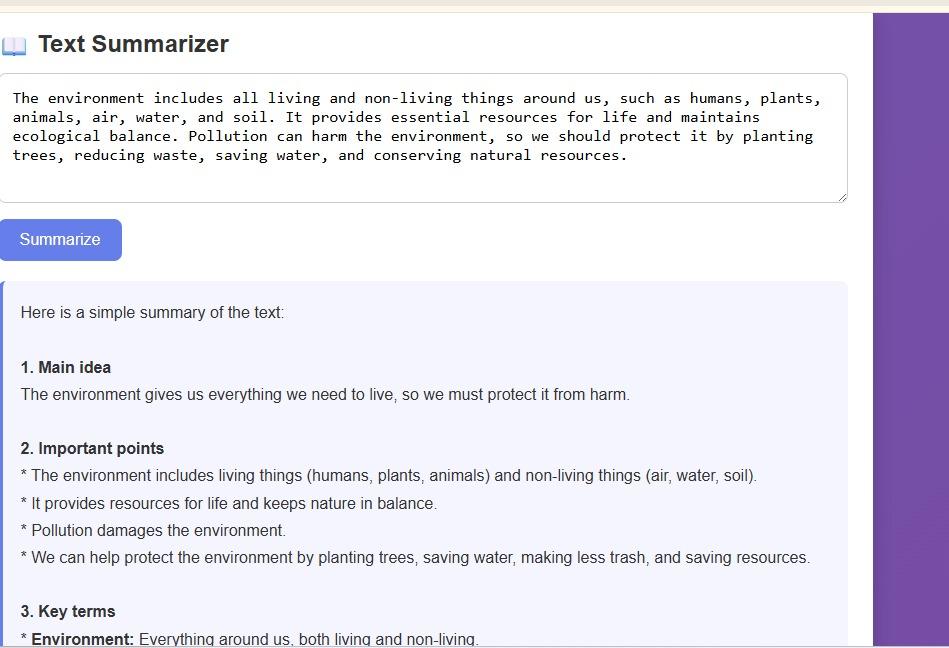 Text Summarizer
The environment includes all living and non-living things around us, such as humans, plants,
animals, air, water, and soil. It provides essential resources for life and maintains
ecological balance. Pollution can harm the environment, so we should protect it by planting
trees, reducing waste, saving water, and conserving natural resources.
Summarize
Here is a simple summary of the text:
1. Main idea
The environment gives us everything we need to live, so we must protect it from harm.
2. Important points
* The environment includes living things (humans, plants, animals) and non-living things (air, water, soil).
* It provides resources for life and keeps nature in balance.
* Pollution damages the environment.
* We can help protect the environment by planting trees, saving water, making less trash, and saving resources.
3. Key terms
* Environment: Everything around us, both living and non-living.